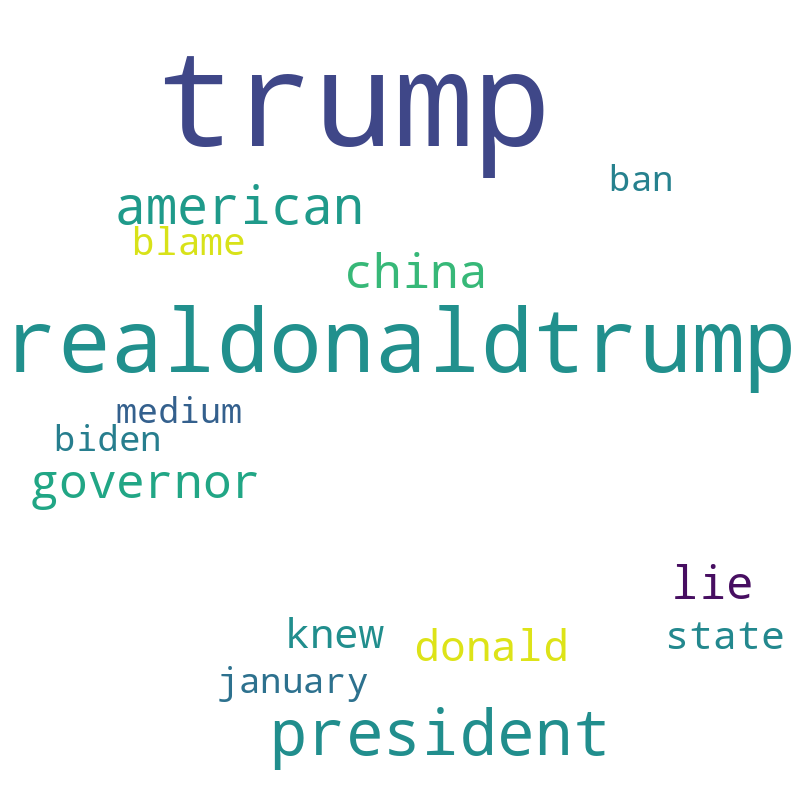 trump
ban
american
blame
china
realdonaldtrump
medium
biden
governor
lie
knew
donald
state
january
president